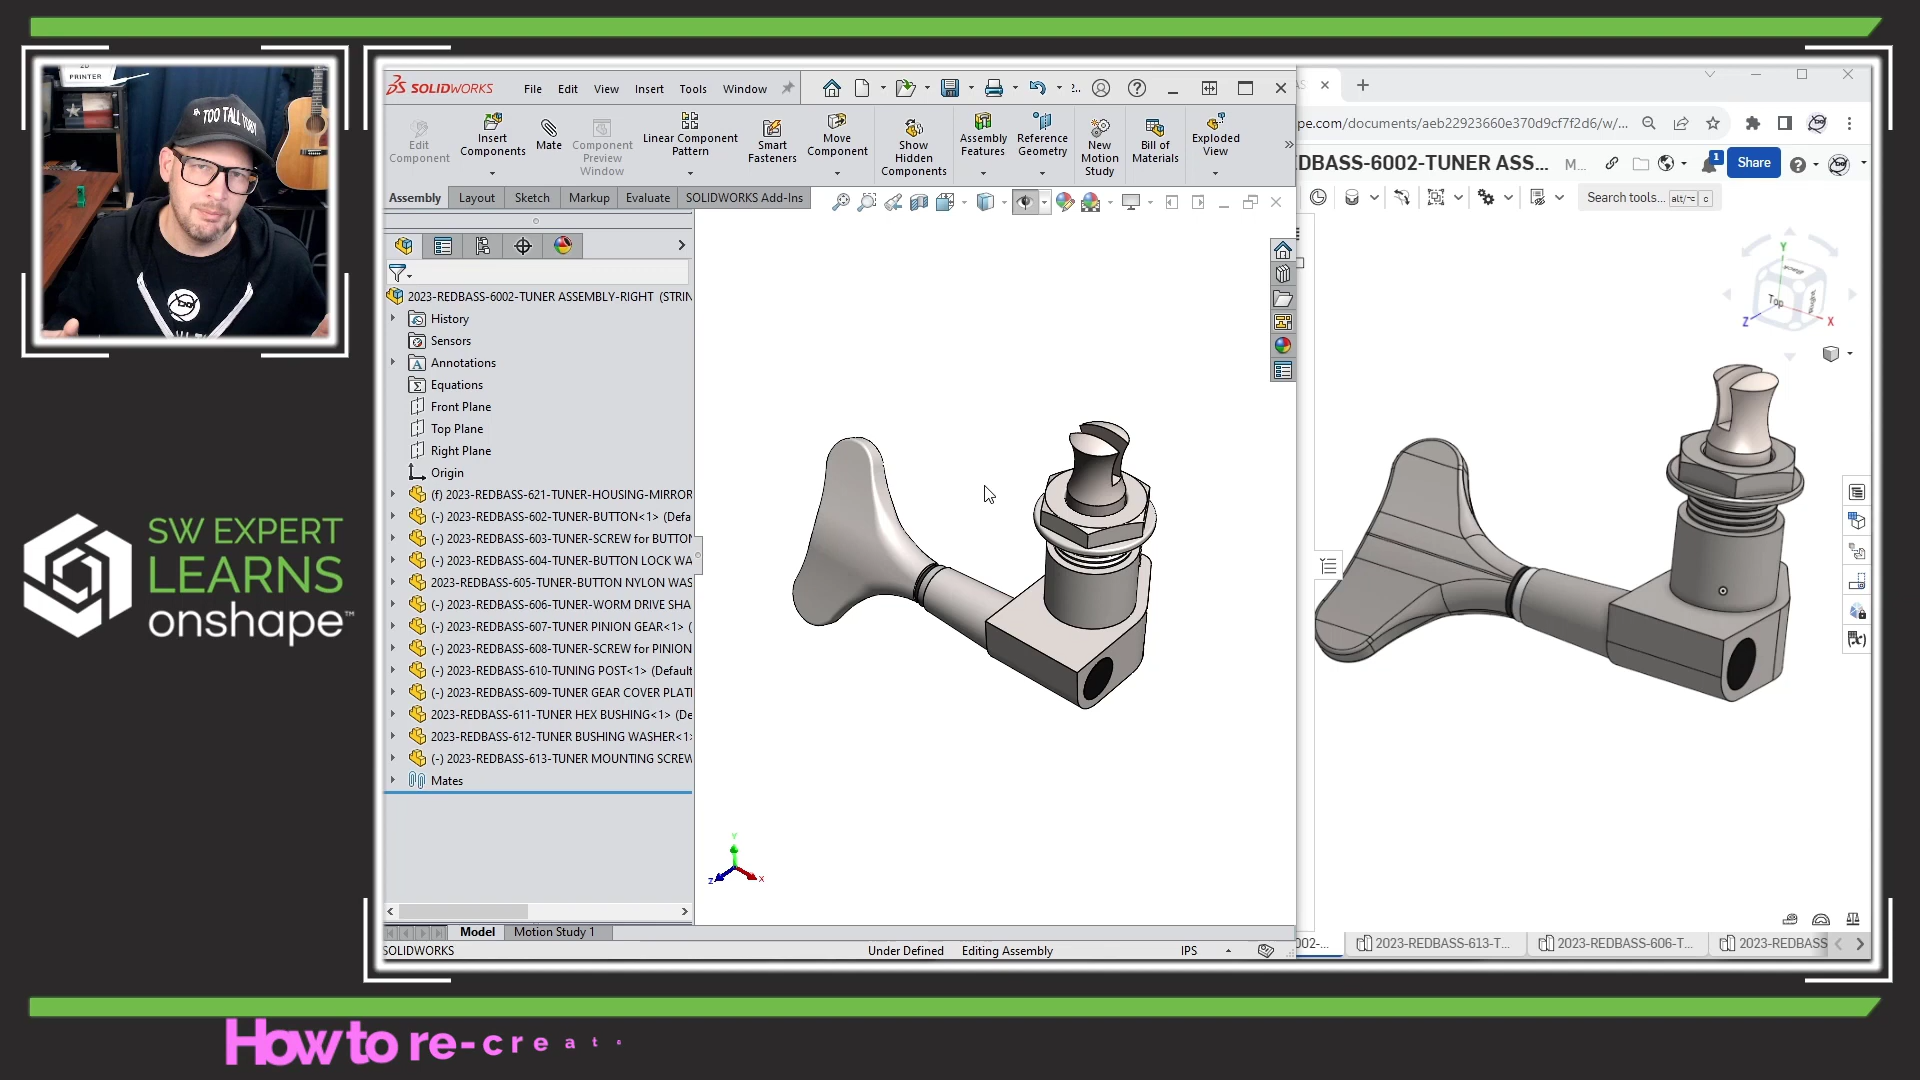 3D
PRINTER
TOO TALL TOBY
SOLIDWORKS
File
Edit
View
Insert
Tools
Window
Edit
Component
Insert
Components
Mate
Component
Preview
Window
Linear Component
Pattern
Smart
Fasteners
Move
Component
Show
Hidden
Components
Assembly
Features
Reference
Geometry
New
Motion
Study
Bill of
Materials
Exploded
View
Assembly
Layout
Sketch
Markup
Evaluate
SOLIDWORKS Add-Ins
2023-REDBASS-6002-TUNER ASSEMBLY-RIGHT (STRIN
History
Sensors
Annotations
Equations
Front Plane
Top Plane
Right Plane
Origin
(f) 2023-REDBASS-621-TUNER-HOUSING-MIRROR
(-) 2023-REDBASS-602-TUNER-BUTTON<1> (Defa
(-) 2023-REDBASS-603-TUNER-SCREW for BUTTON
(-) 2023-REDBASS-604-TUNER-BUTTON LOCK WA
2023-REDBASS-605-TUNER-BUTTON NYLON WAS
(-) 2023-REDBASS-606-TUNER-WORM DRIVE SHA
(-) 2023-REDBASS-607-TUNER PINION GEAR<1> (
(-) 2023-REDBASS-608-TUNER-SCREW for PINION
(-) 2023-REDBASS-610-TUNING POST<1> (Default
(-) 2023-REDBASS-609-TUNER GEAR COVER PLATI
2023-REDBASS-611-TUNER HEX BUSHING<1> (De
2023-REDBASS-612-TUNER BUSHING WASHER<1>
(-) 2023-REDBASS-613-TUNER MOUNTING SCREW
Mates
Y
Z
X
Model
Motion Study 1
SOLIDWORKS
Under Defined
Editing Assembly
IPS
pe.com/documents/aeb22923660e370d9cf7f2d6/w/...
EDBASS-6002-TUNER ASS...
M...
1
Share
Search tools...
alt/⌥
c
Y
Top
Z
X
002-...
2023-REDBASS-613-T...
2023-REDBASS-606-T...
2023-REDBASS
SW EXPERT
LEARNS
onshape™
How to re-creat